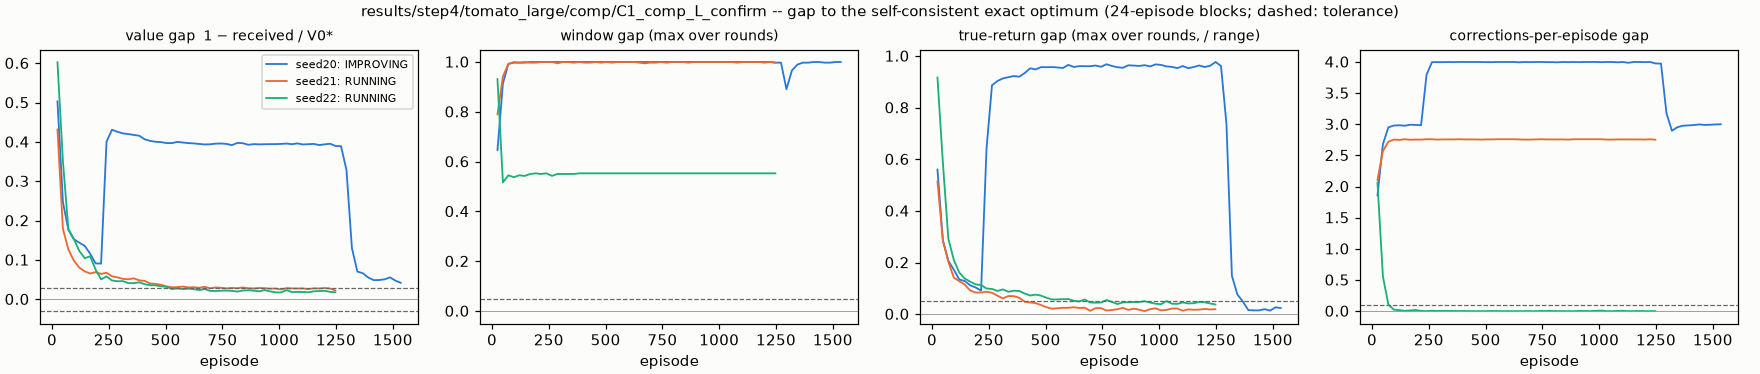 results/step4/tomato_large/comp/C1_comp_L_confirm -- gap to the self-consistent exact optimum (24-episode blocks; dashed: tolerance)
value gap  1 − received / V0*
0.6
0.5
0.4
0.3
0.2
0.1
0.0
seed20: IMPROVING
seed21: RUNNING
seed22: RUNNING
0 250 500 750 1000 1250 1500
episode
window gap (max over rounds)
1.0
0.8
0.6
0.4
0.2
0.0
0 250 500 750 1000 1250 1500
episode
true-return gap (max over rounds, / range)
1.0
0.8
0.6
0.4
0.2
0.0
0 250 500 750 1000 1250 1500
episode
corrections-per-episode gap
4.0
3.5
3.0
2.5
2.0
1.5
1.0
0.5
0.0
0 250 500 750 1000 1250 1500
episode